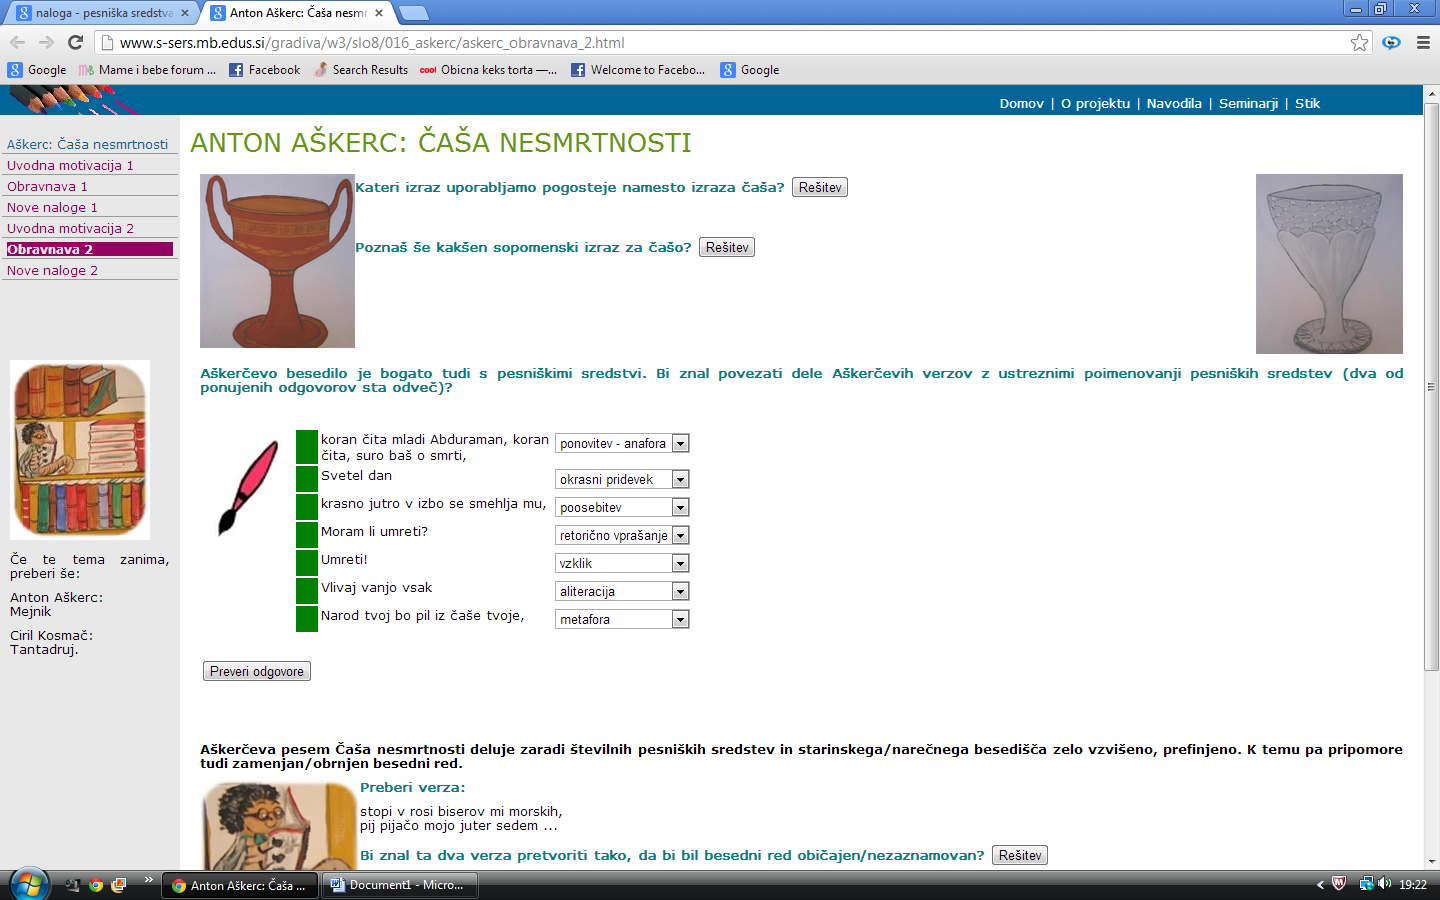 naloga - pesniška sredstva
Anton Aškerc: Čaša nesmr
www.s-sers.mb.edus.si/gradiva/w3/slo8/016_askerc/askerc_obravnava_2.html
Google
Mame i bebe forum ...
Facebook
Search Results
Obicna keks torta —...
Welcome to Facebo...
Google
Domov | O projektu | Navodila | Seminarji | Stik
Aškerc: Čaša nesmrtnosti
Uvodna motivacija 1
Obravnava 1
Nove naloge 1
Uvodna motivacija 2
Obravnava 2
Nove naloge 2
Če te tema zanima,
preberi še:
Anton Aškerc:
Mejnik
Ciril Kosmač:
Tantadruj.
ANTON AŠKERC: ČAŠA NESMRTNOSTI
Kateri izraz uporabljamo pogosteje namesto izraza čaša? Rešitev
Poznaš še kakšen sopomenski izraz za čašo? Rešitev
Aškerčevo besedilo je bogato tudi s pesniškimi sredstvi. Bi znal povezati dele Aškerčevih verzov z ustreznimi poimenovanji pesniških sredstev (dva od
ponujenih odgovorov sta odveč)?
koran čita mladi Abduraman, koran
čita, suro baš o smrti,
ponovitev - anafora
Svetel dan
okrasni pridevek
krasno jutro v izbo se smehlja mu,
poosebitev
Moram li umreti?
retorično vprašanje
Umreti!
vzklik
Vlivaj vanjo vsak
aliteracija
Narod tvoj bo pil iz čaše tvoje,
metafora
Preveri odgovore
Aškerčeva pesem Čaša nesmrtnosti deluje zaradi številnih pesniških sredstev in starinskega/narečnega besedišča zelo vzvišeno, prefinjeno. K temu pa pripomore
tudi zamenjan/obrnjen besedni red.
Preberi verza:
stopi v rosi biserov mi morskih,
pij pijačo mojo juter sedem ...
Bi znal ta dva verza pretvoriti tako, da bi bil besedni red običajen/nezaznamovan? Rešitev
Anton Aškerc: Čaša ...
Document1 - Micro...
19:22